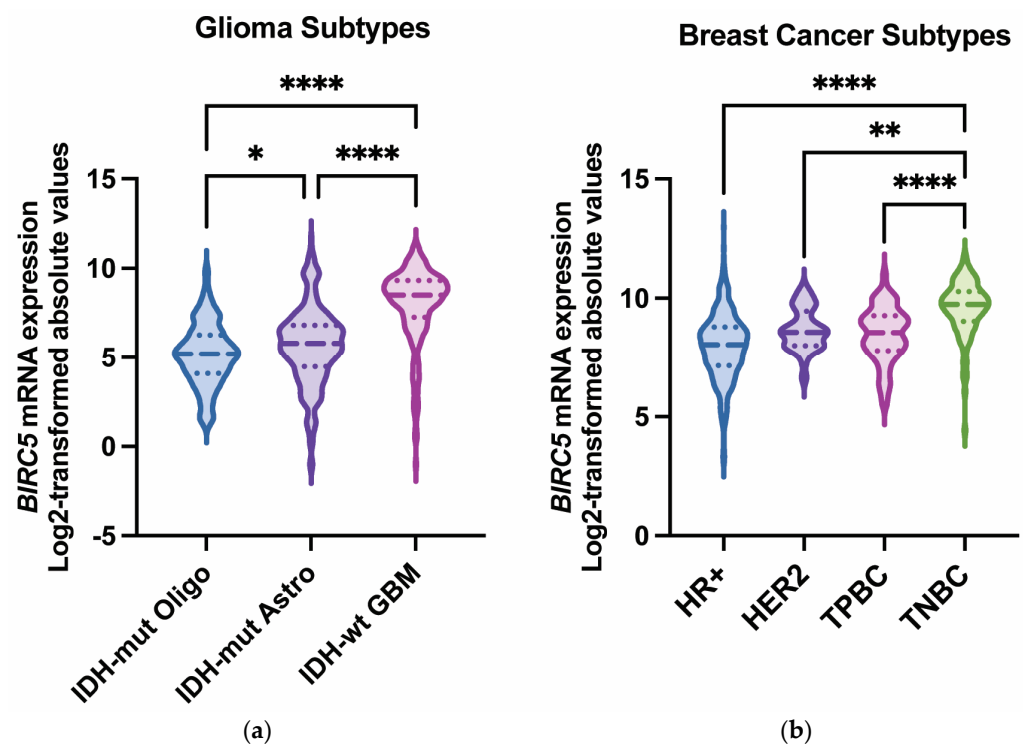 Glioma Subtypes
****
*
****
BIRC5 mRNA expression
Log2-transformed absolute values
15
10
5
0
-5
IDH-mut Oligo
IDH-mut Astro
IDH-wt GBM
(a)
Breast Cancer Subtypes
****
**
****
BIRC5 mRNA expression
Log2-transformed absolute values
15
10
5
0
HR+
HER2
TPBC
TNBC
(b)